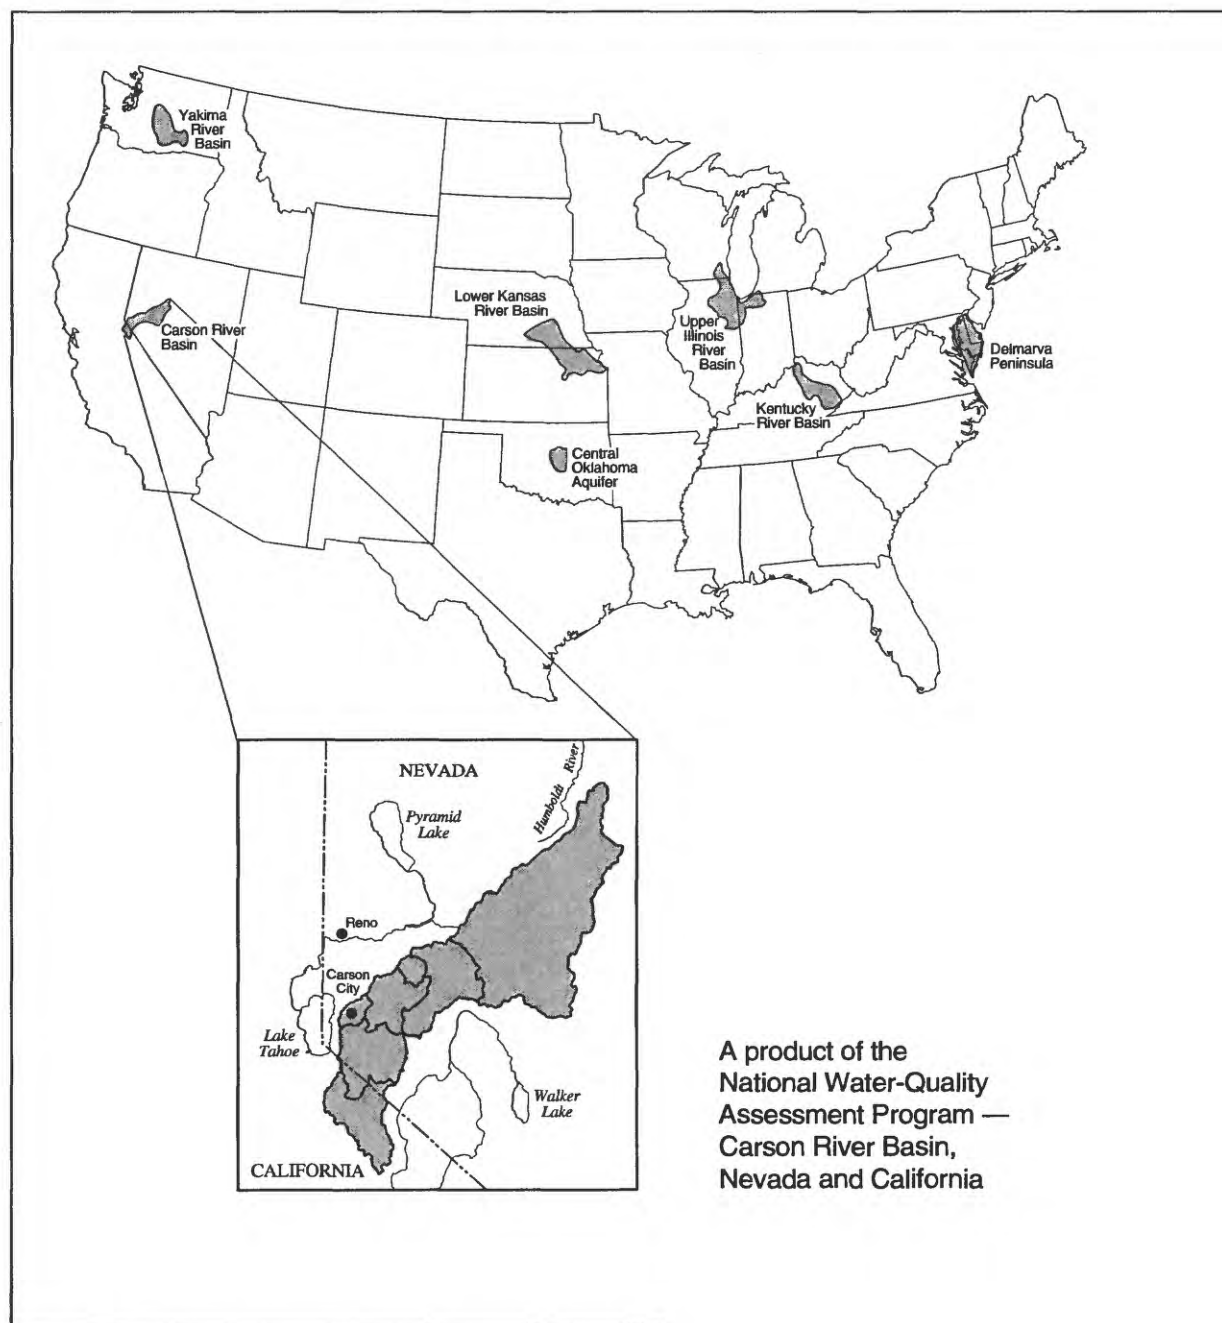 Yakima
River
Basin
Lower Kansas
River Basin
Carson River
Basin
Upper
Illinois
River
Basin
Delmarva
Peninsula
Kentucky
River Basin
Central
Oklahoma
Aquifer
NEVADA
Humboldt River
Pyramid
Lake
Reno
Carson
City
Lake
Tahoe
Walker
Lake
CALIFORNIA
A product of the
National Water-Quality
Assessment Program —
Carson River Basin,
Nevada and California